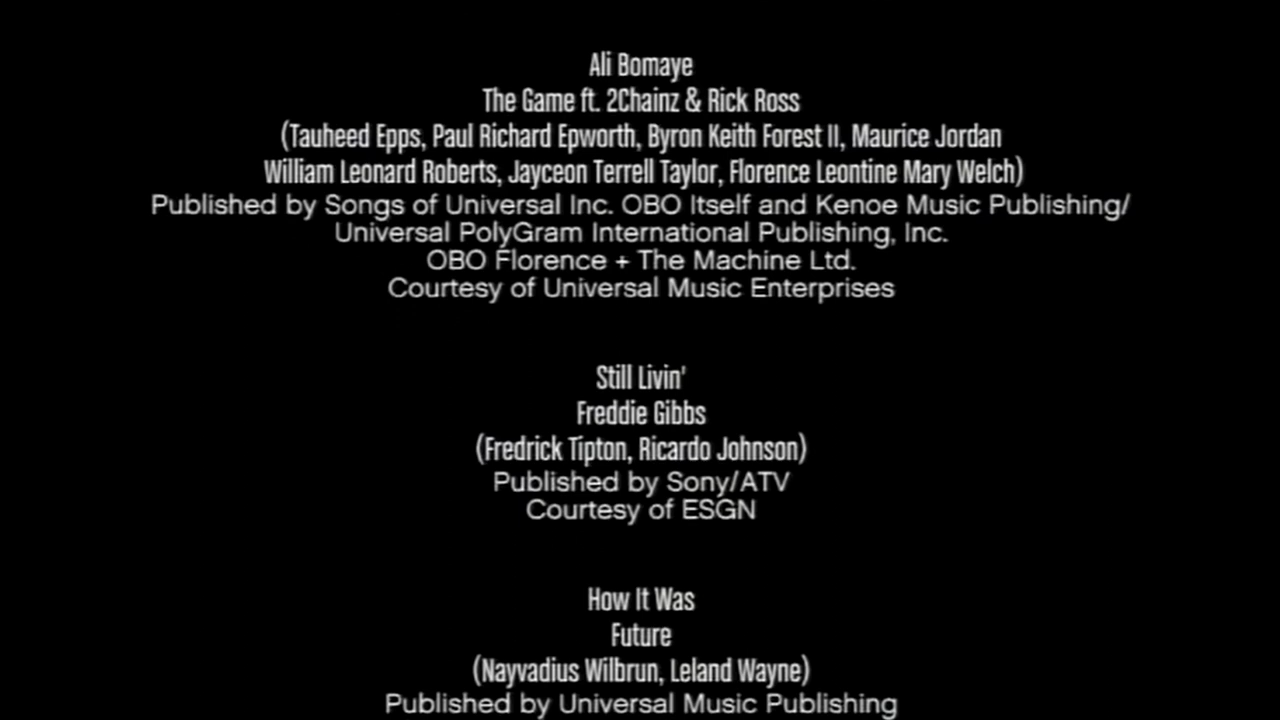 Ali Bomaye
The Game ft. 2Chainz & Rick Ross
(Tauheed Epps, Paul Richard Epworth, Byron Keith Forest II, Maurice Jordan
William Leonard Roberts, Jayceon Terrell Taylor, Florence Leontine Mary Welch)
Published by Songs of Universal Inc. OBO Itself and Kenoe Music Publishing/
Universal PolyGram International Publishing, Inc.
OBO Florence + The Machine Ltd.
Courtesy of Universal Music Enterprises
Still Livin'
Freddie Gibbs
(Fredrick Tipton, Ricardo Johnson)
Published by Sony/ATV
Courtesy of ESGN
How It Was
Future
(Nayvadius Wilbrun, Leland Wayne)
Published by Universal Music Publishing